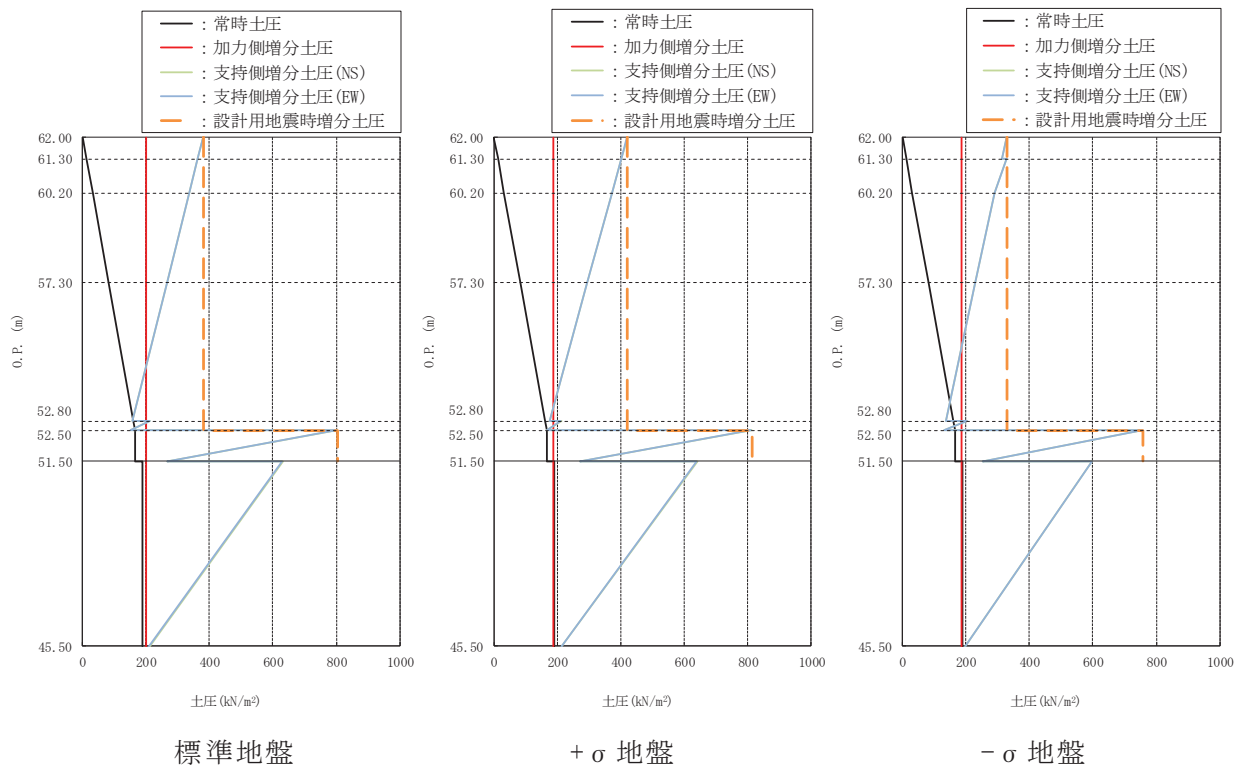 — : 常時土圧
— : 加力側増分土圧
— : 支持側増分土圧(NS)
— : 支持側増分土圧(EW)
— : 設計用地震時増分土圧
62.00
61.30
60.20
57.30
52.80
52.50
51.50
45.50
O.P. (m)
0 200 400 600 800 1000
土圧(kN/m²)
標準地盤
— : 常時土圧
— : 加力側増分土圧
— : 支持側増分土圧(NS)
— : 支持側増分土圧(EW)
— : 設計用地震時増分土圧
62.00
61.30
60.20
57.30
52.80
52.50
51.50
45.50
O.P. (m)
0 200 400 600 800 1000
土圧(kN/m²)
+σ 地盤
— : 常時土圧
— : 加力側増分土圧
— : 支持側増分土圧(NS)
— : 支持側増分土圧(EW)
— : 設計用地震時増分土圧
62.00
61.30
60.20
57.30
52.80
52.50
51.50
45.50
O.P. (m)
0 200 400 600 800 1000
土圧(kN/m²)
−σ 地盤